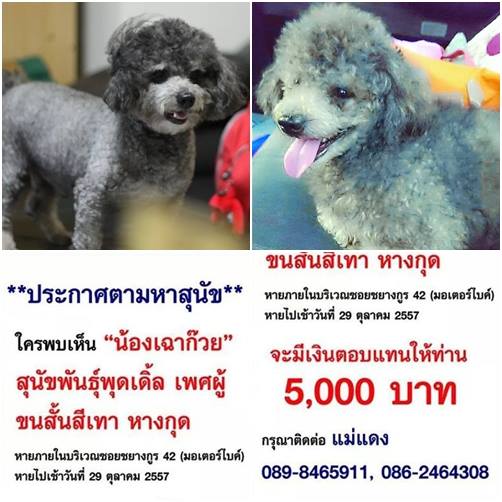 **ประกาศตามหาสุนัข**
ใครพบเห็น “น้องเฉาก๊วย”
สุนัขพันธุ์พุดเดิ้ล เพศผู้
ขนสั้นสีเทา หางกุด
หายภายในบริเวณซอยชยางกูร 42 (มอเตอร์ไบค์)
หายไปเช้าวันที่ 29 ตุลาคม 2557
ขนสั้นสีเทา หางกุด
หายภายในบริเวณซอยชยางกูร 42 (มอเตอร์ไบค์)
หายไปเช้าวันที่ 29 ตุลาคม 2557
จะมีเงินตอบแทนให้ท่าน
5,000 บาท
กรุณาติดต่อ แม่แดง
089-8465911, 086-2464308